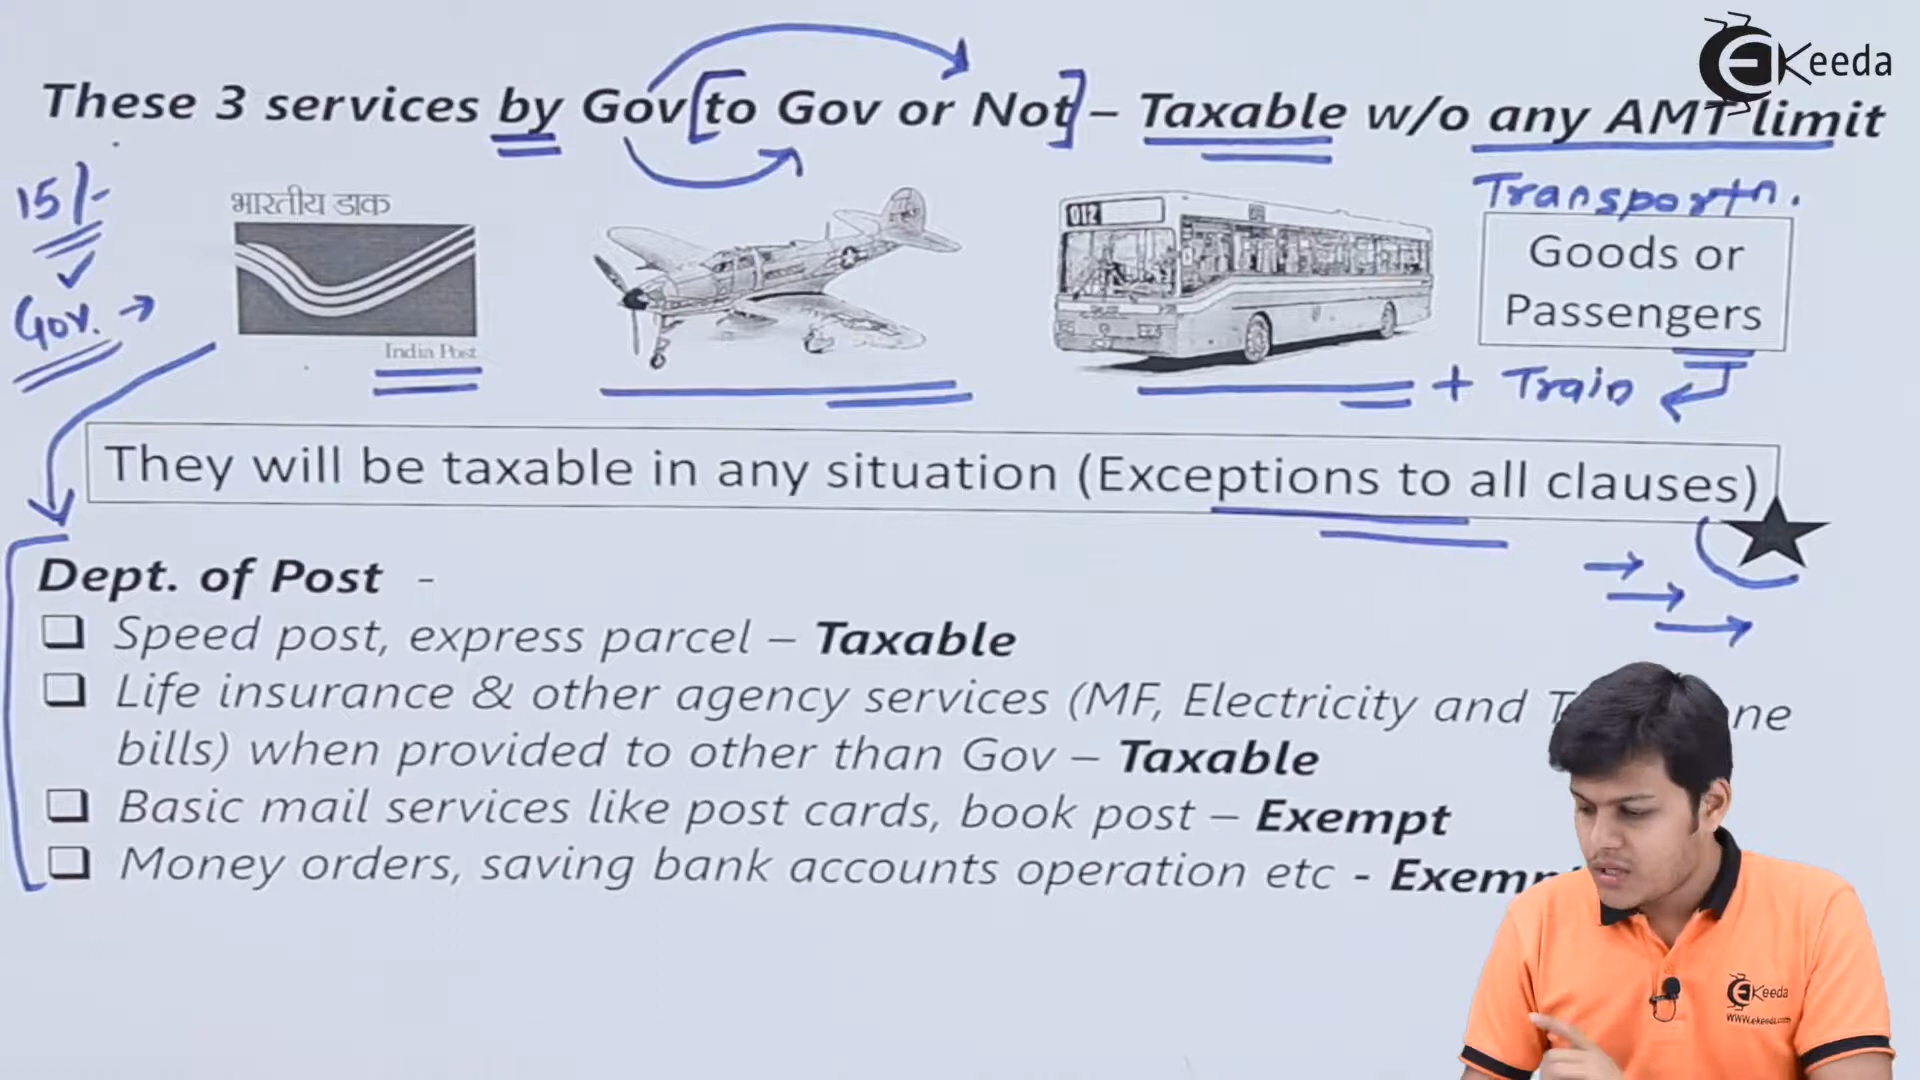 Keeda
These 3 services by Gov [to Gov or Not] – Taxable w/o any AMT limit
15/-
Gov.
भारतीय डाक
India Post
012
Transportn.
Goods or
Passengers
+ Train
They will be taxable in any situation (Exceptions to all clauses)
Dept. of Post -
Speed post, express parcel – Taxable
Life insurance & other agency services (MF, Electricity and
bills) when provided to other than Gov – Taxable
Basic mail services like post cards, book post – Exempt
Money orders, saving bank accounts operation etc -
Keeda
www.ekeeda.com